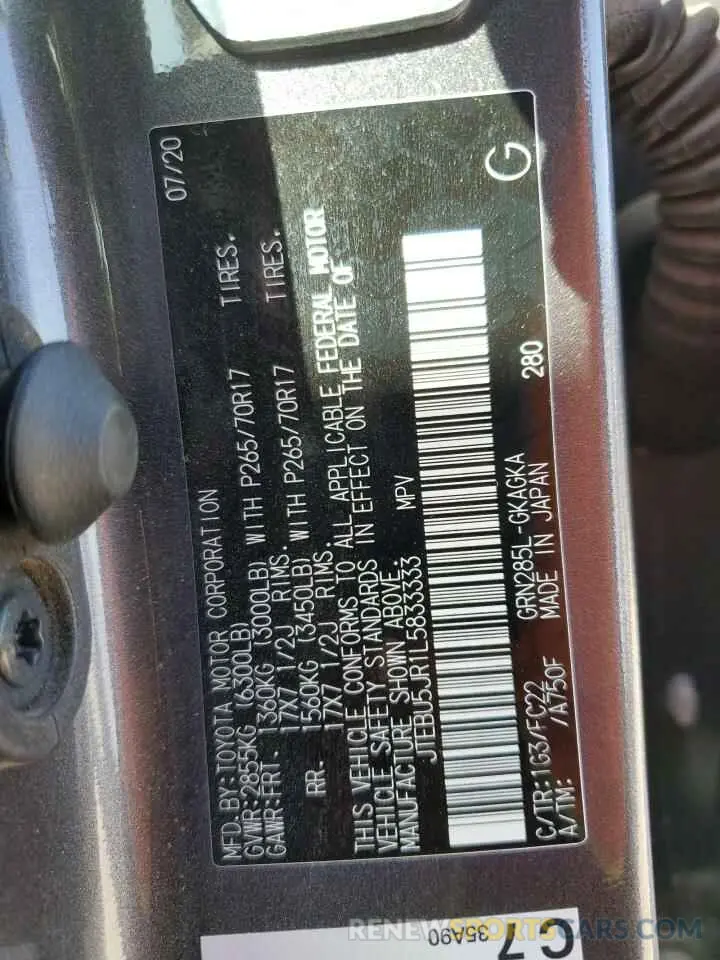 07/20
MFD.BY:TOYOTA MOTOR CORPORATION
GVWR:2855KG (6300LB)
GAWR:FRT. 1360KG (3000LB) WITH P265/70R17 TIRES.
17X7 1/2J RIMS.
RR. 1560KG (3450LB) WITH P265/70R17 TIRES.
17X7 1/2J RIMS.
THIS VEHICLE CONFORMS TO ALL APPLICABLE FEDERAL MOTOR
VEHICLE SAFETY STANDARDS IN EFFECT ON THE DATE OF
MANUFACTURE SHOWN ABOVE.
JTEBU5JR1L5833333 MPV
G
C/TR:1G3/FC22 GRN285L-GKAGKA 280
A/TM: /A750F MADE IN JAPAN
C7
35A90
RENEWSPORTSCARS.COM